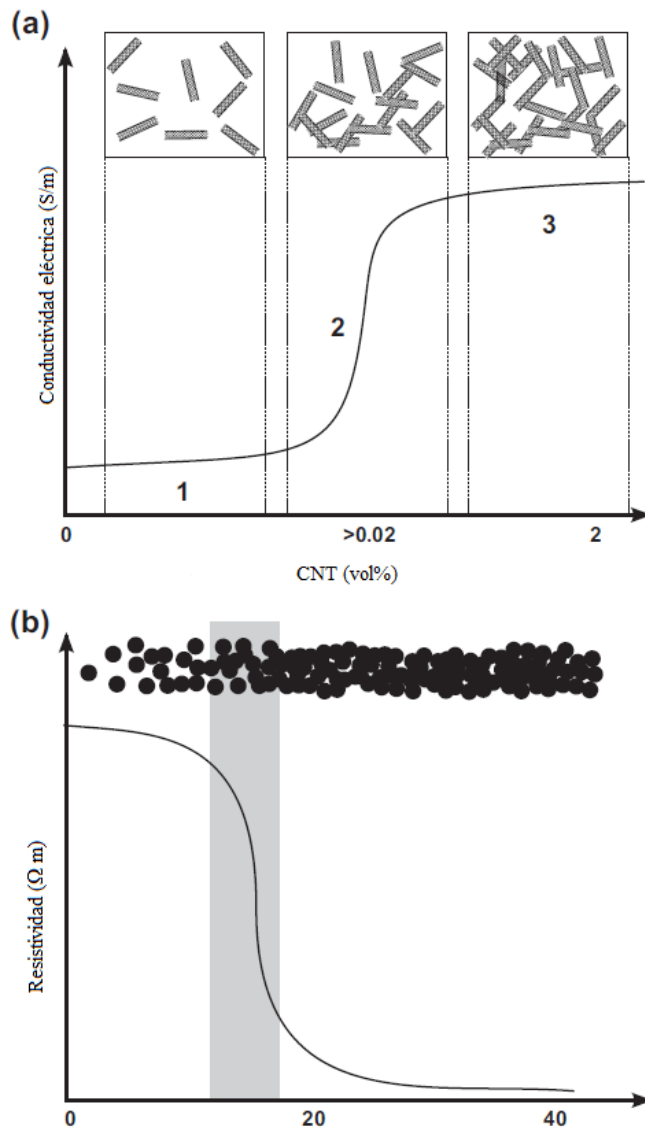 (a)
Conductividad eléctrica (S/m)
1
2
3
0
>0.02
2
CNT (vol%)
(b)
Resistividad (Ω m)
0
20
40